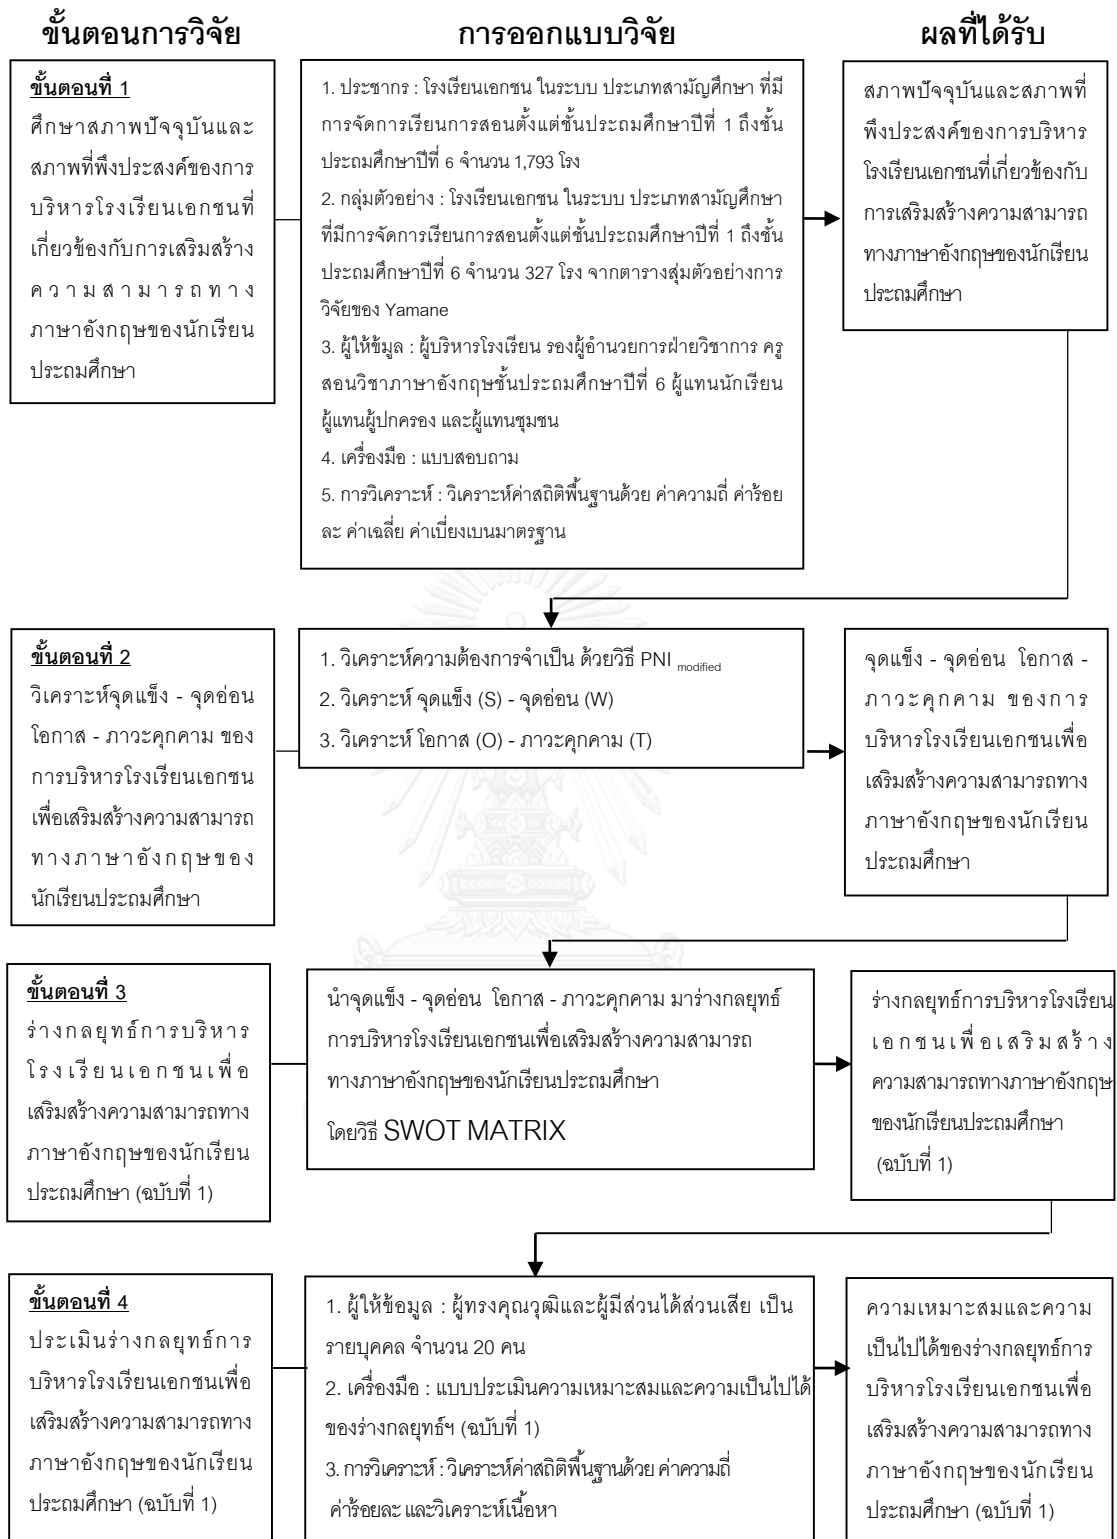 ขั้นตอนการวิจัย
การออกแบบวิจัย
ผลที่ได้รับ
ขั้นตอนที่ 1
ศึกษาสภาพปัจจุบันและ
สภาพที่พึงประสงค์ของการ
บริหารโรงเรียนเอกชนที่
เกี่ยวข้องกับการเสริมสร้าง
ความสามารถทาง
ภาษาอังกฤษของนักเรียน
ประถมศึกษา
1. ประชากร : โรงเรียนเอกชน ในระบบ ประเภทสามัญศึกษา ที่มี
การจัดการเรียนการสอนตั้งแต่ชั้นประถมศึกษาปีที่ 1 ถึงชั้น
ประถมศึกษาปีที่ 6 จำนวน 1,793 โรง
2. กลุ่มตัวอย่าง : โรงเรียนเอกชน ในระบบ ประเภทสามัญศึกษา
ที่มีการจัดการเรียนการสอนตั้งแต่ชั้นประถมศึกษาปีที่ 1 ถึงชั้น
ประถมศึกษาปีที่ 6 จำนวน 327 โรง จากตารางสุ่มตัวอย่างการ
วิจัยของ Yamane
3. ผู้ให้ข้มูล : ผู้บริหารโรงเรียน รองผู้อำนวยการฝ่ายวิชาการ ครู
สอนวิชาภาษาอังกฤษชั้นประถมศึกษาปีที่ 6 ผู้แทนนักเรียน
ผู้แทนผู้ปกครอง และผู้แทนชุมชน
4. เครื่องมือ : แบบสอบถาม
5. การวิเคราะห์ : วิเคราะห์ค่าสถิติพื้นฐานด้วย ค่าความถี่ ค่าร้อย
ละ ค่าเฉลี่ย ค่าเบี่ยงเบนมาตรฐาน
สภาพปัจจุบันและสภาพที่
พึงประสงค์ของการบริหาร
โรงเรียนเอกชนที่เกี่ยวข้องกับ
การเสริมสร้างความสามารถ
ทางภาษาอังกฤษของนักเรียน
ประถมศึกษา
ขั้นตอนที่ 2
วิเคราะห์จุดแข็ง - จุดอ่อน
โอกาส - ภาวะคุกคาม ของ
การบริหารโรงเรียนเอกชน
เพื่อเสริมสร้างความสามารถ
ทางภาษาอังกฤษของ
นักเรียนประถมศึกษา
1. วิเคราะห์ความต้องการจำเป็น ด้วยวิธี PNI modified
2. วิเคราะห์ จุดแข็ง (S) - จุดอ่อน (W)
3. วิเคราะห์ โอกาส (O) - ภาวะคุกคาม (T)
จุดแข็ง - จุดอ่อน โอกาส -
ภาวะคุกคาม ของการ
บริหารโรงเรียนเอกชนเพื่อ
เสริมสร้างความสามารถทาง
ภาษาอังกฤษของนักเรียน
ประถมศึกษา
ขั้นตอนที่ 3
ร่างกลยุทธ์การบริหาร
โรงเรียนเอกชนเพื่อ
เสริมสร้างความสามารถทาง
ภาษาอังกฤษของนักเรียน
ประถมศึกษา (ฉบับที่ 1)
นำจุดแข็ง - จุดอ่อน โอกาส - ภาวะคุกคาม มาร่างกลยุทธ์
การบริหารโรงเรียนเอกชนเพื่อเสริมสร้างความสามารถ
ทางภาษาอังกฤษของนักเรียนประถมศึกษา
โดยวิธี SWOT MATRIX
ร่างกลยุทธ์การบริหารโรงเรียน
เอกชนเพื่อเสริมสร้าง
ความสามารถทางภาษาอังกฤษ
ของนักเรียนประถมศึกษา
(ฉบับที่ 1)
ขั้นตอนที่ 4
ประเมินร่างกลยุทธ์การ
บริหารโรงเรียนเอกชนเพื่อ
เสริมสร้างความสามารถทาง
ภาษาอังกฤษของนักเรียน
ประถมศึกษา (ฉบับที่ 1)
1. ผู้ให้ข้อมูล : ผู้ทรงคุณวุฒิและผู้มีส่วนได้ส่วนเสีย เป็น
รายบุคคล จำนวน 20 คน
2. เครื่องมือ : แบบประเมินความเหมาะสมและความเป็นไปได้
ของร่างกลยุทธ์ฯ (ฉบับที่ 1)
3. การวิเคราะห์ : วิเคราะห์ค่าสถิติพื้นฐานด้วย ค่าความถี่
ค่าร้อยละ และวิเคราะห์เนื้อหา
ความเหมาะสมและความ
เป็นไปได้ของร่างกลยุทธ์การ
บริหารโรงเรียนเอกชนเพื่อ
เสริมสร้างความสามารถทาง
ภาษาอังกฤษของนักเรียน
ประถมศึกษา (ฉบับที่ 1)